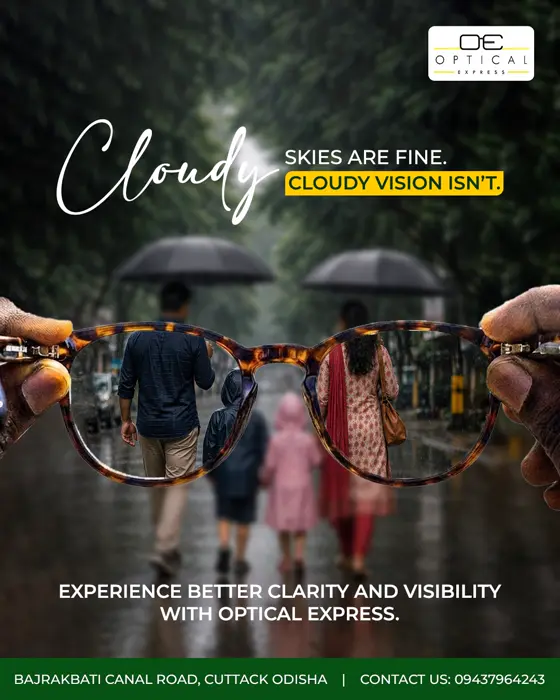 OE
OPTICAL
EXPRESS
Cloudy SKIES ARE FINE.
CLOUDY VISION ISN'T.
EXPERIENCE BETTER CLARITY AND VISIBILITY
WITH OPTICAL EXPRESS.
BAJRAKBATI CANAL ROAD, CUTTACK ODISHA | CONTACT US: 09437964243